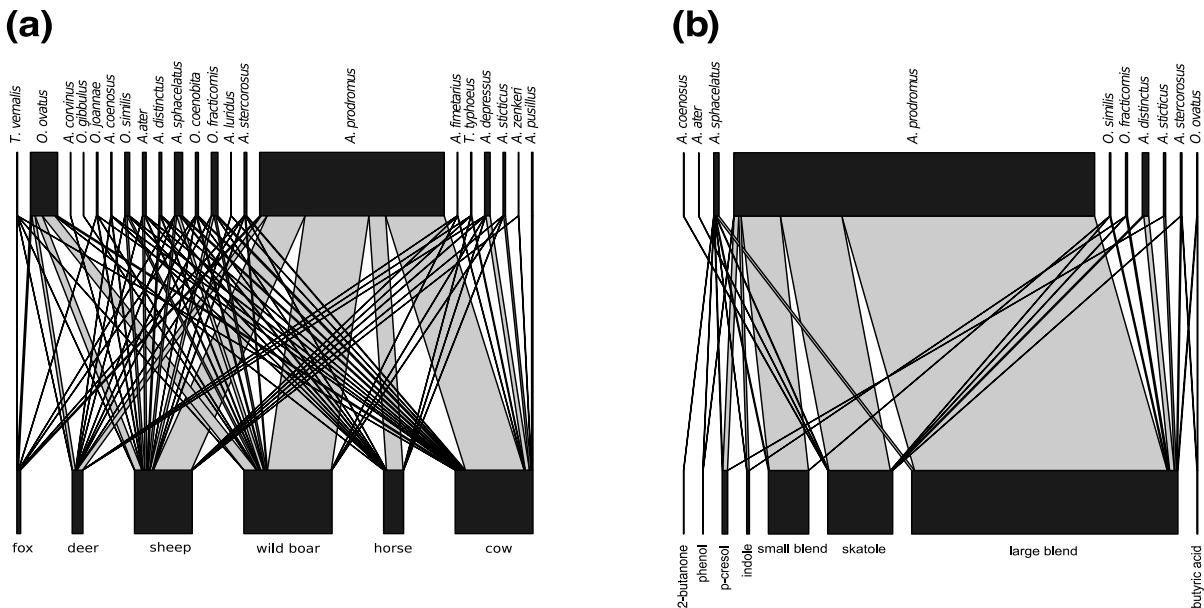 (a)
(b)
T. vernalis
O. ovatus
A. corvinus
O. gibbulus
O. joannae
A. coenosus
O. similis
A.ater
A. distinctus
A. sphacelatus
O. coenobita
O. fracticornis
A. luridus
A. stercorosus
A. prodromus
A. fimetarius
T. typhoeus
A. depressus
A. sticticus
A. zenkeri
A. pusillus
A. coenosus
A. ater
A. sphacelatus
A. prodromus
O. similis
O. fracticornis
A. distinctus
A. sticticus
A. stercorosus
O. ovatus
fox
deer
sheep
wild boar
horse
cow
2-butanone
phenol
p-cresol
indole
small blend
skatole
large blend
butyric acid